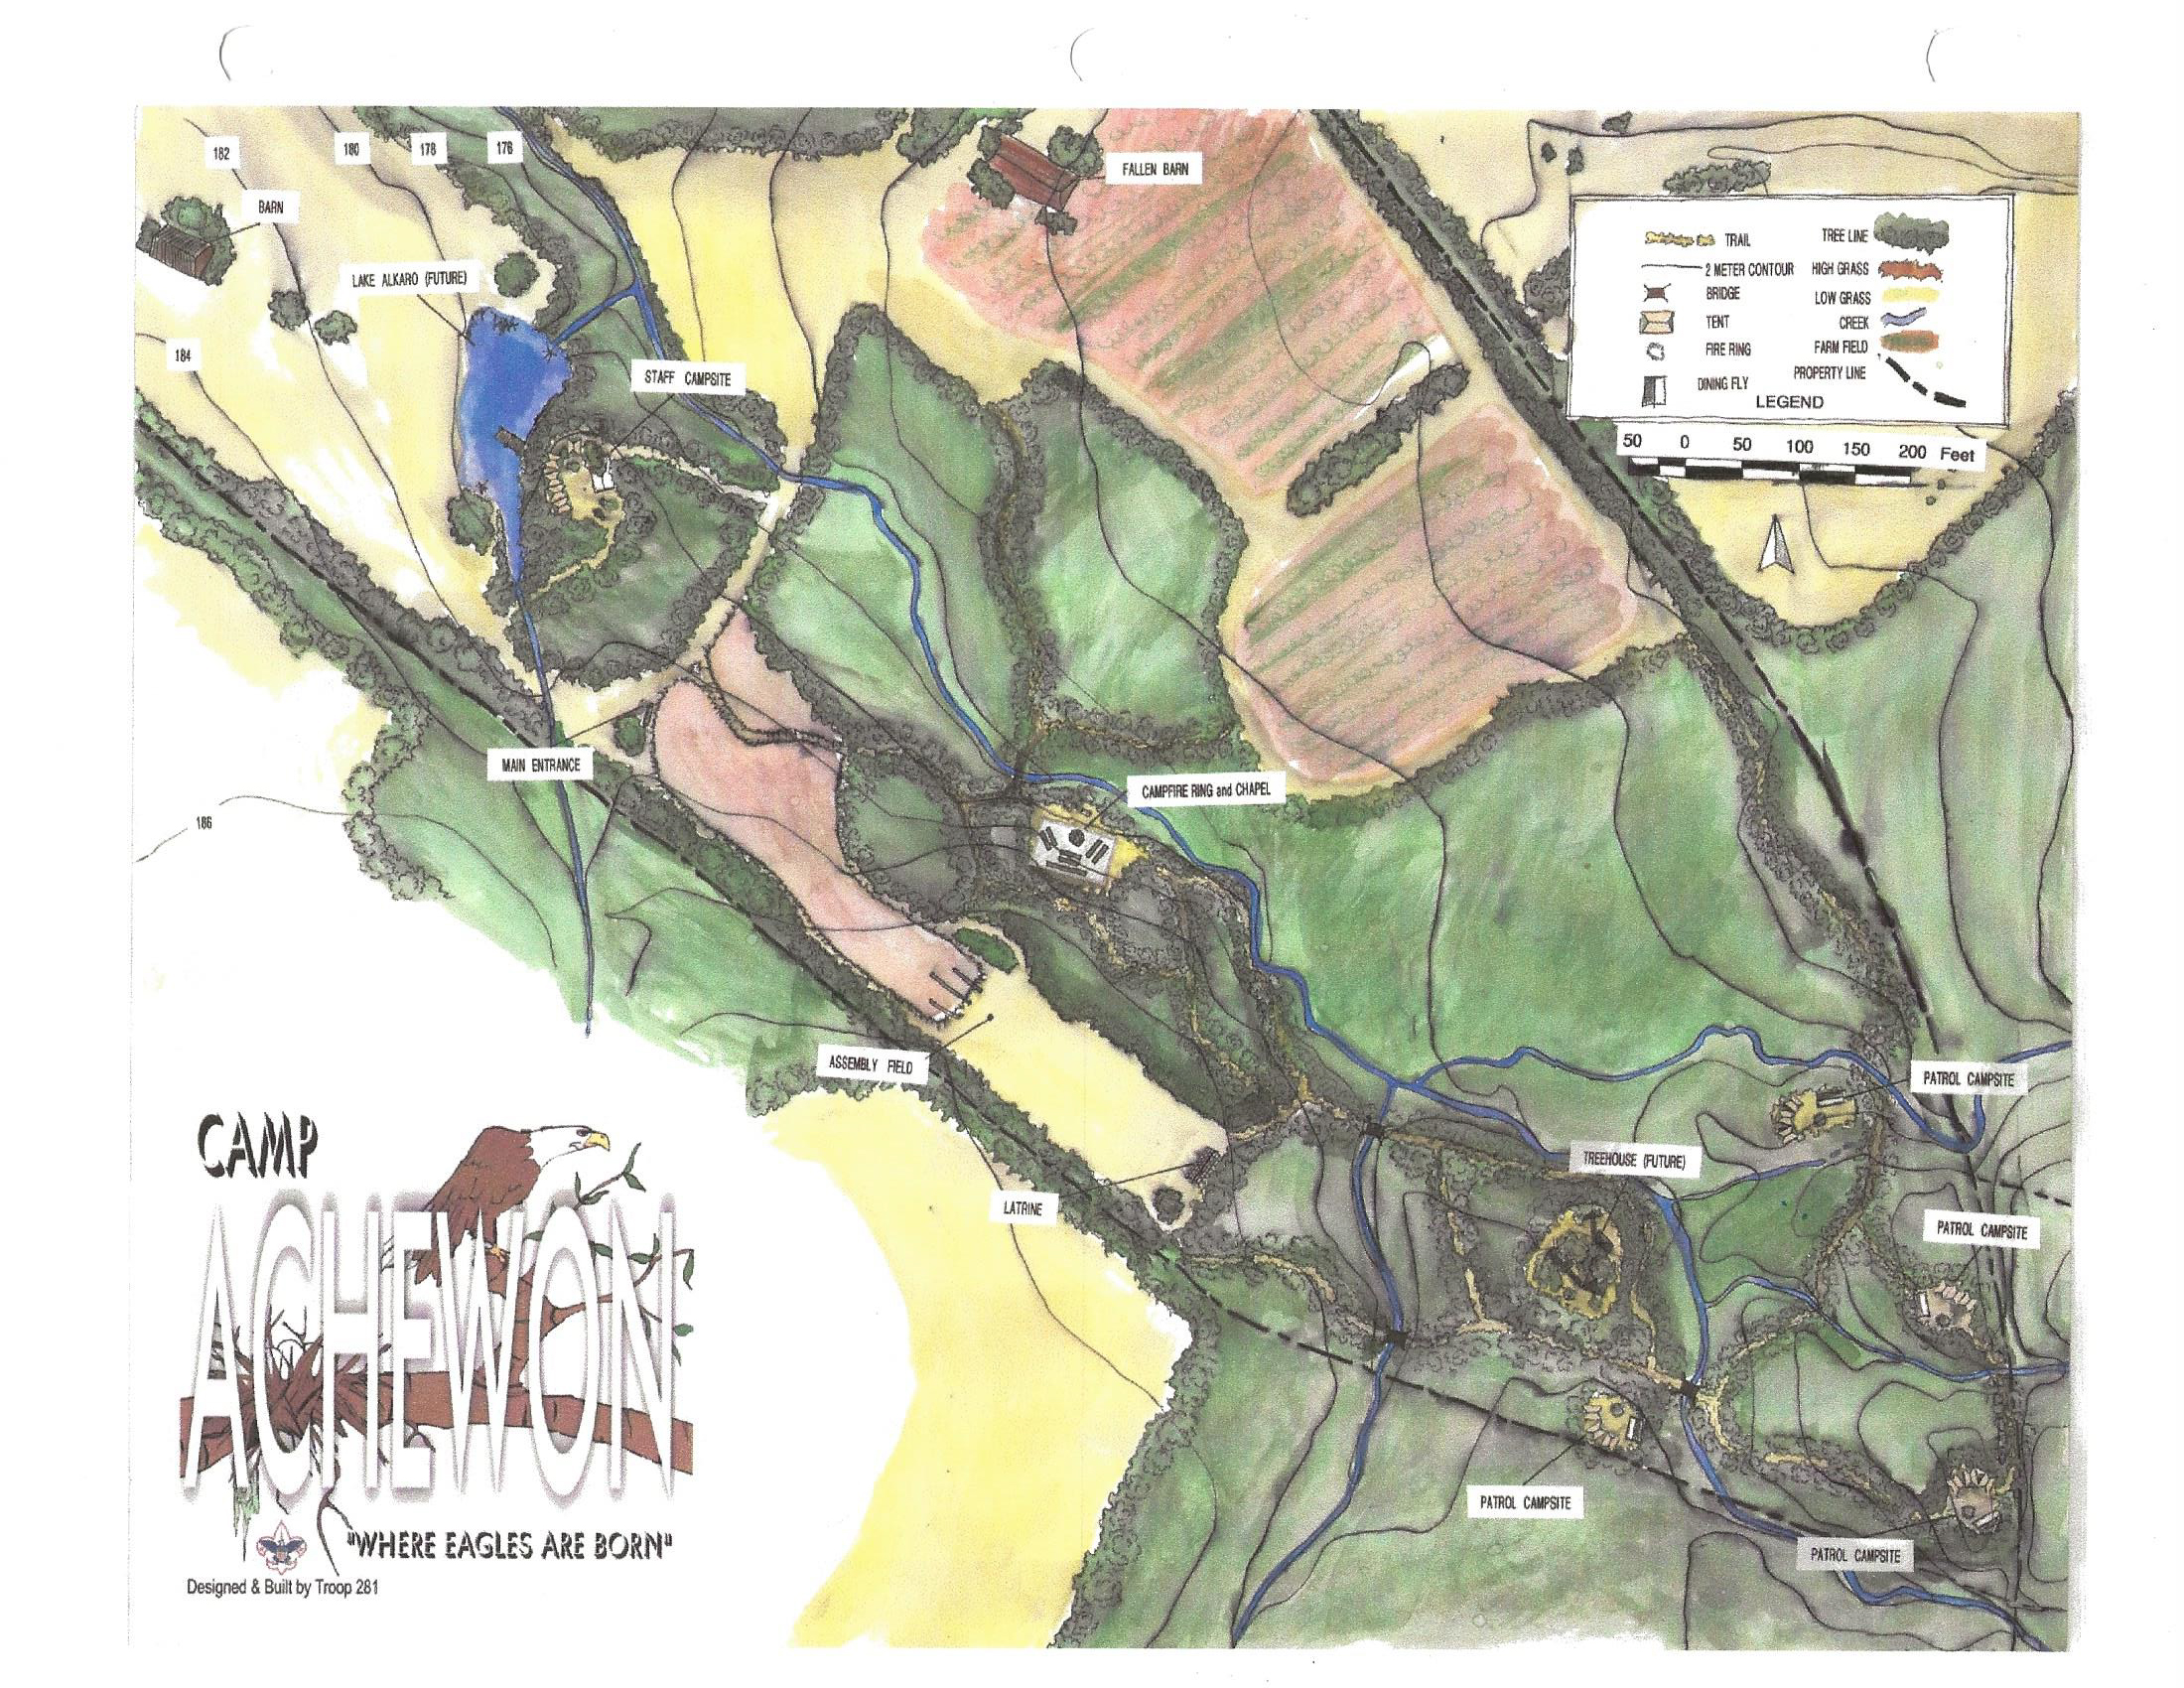 182
180
178
176
FALLEN BARN
BARN
LAKE ALKARO (FUTURE)
184
STAFF CAMPSITE
TRAIL
TREE LINE
2 METER CONTOUR
HIGH GRASS
BRIDGE
LOW GRASS
TENT
CREEK
FIRE RING
FARM FIELD
DINING FLY
PROPERTY LINE
LEGEND
50 0 50 100 150 200 Feet
MAIN ENTRANCE
CAMPFIRE RING and CHAPEL
186
ASSEMBLY FIELD
PATROL CAMPSITE
TREEHOUSE (FUTURE)
LATRINE
PATROL CAMPSITE
PATROL CAMPSITE
PATROL CAMPSITE
CAMP
ACHEWON
"WHERE EAGLES ARE BORN"
Designed & Built by Troop 281